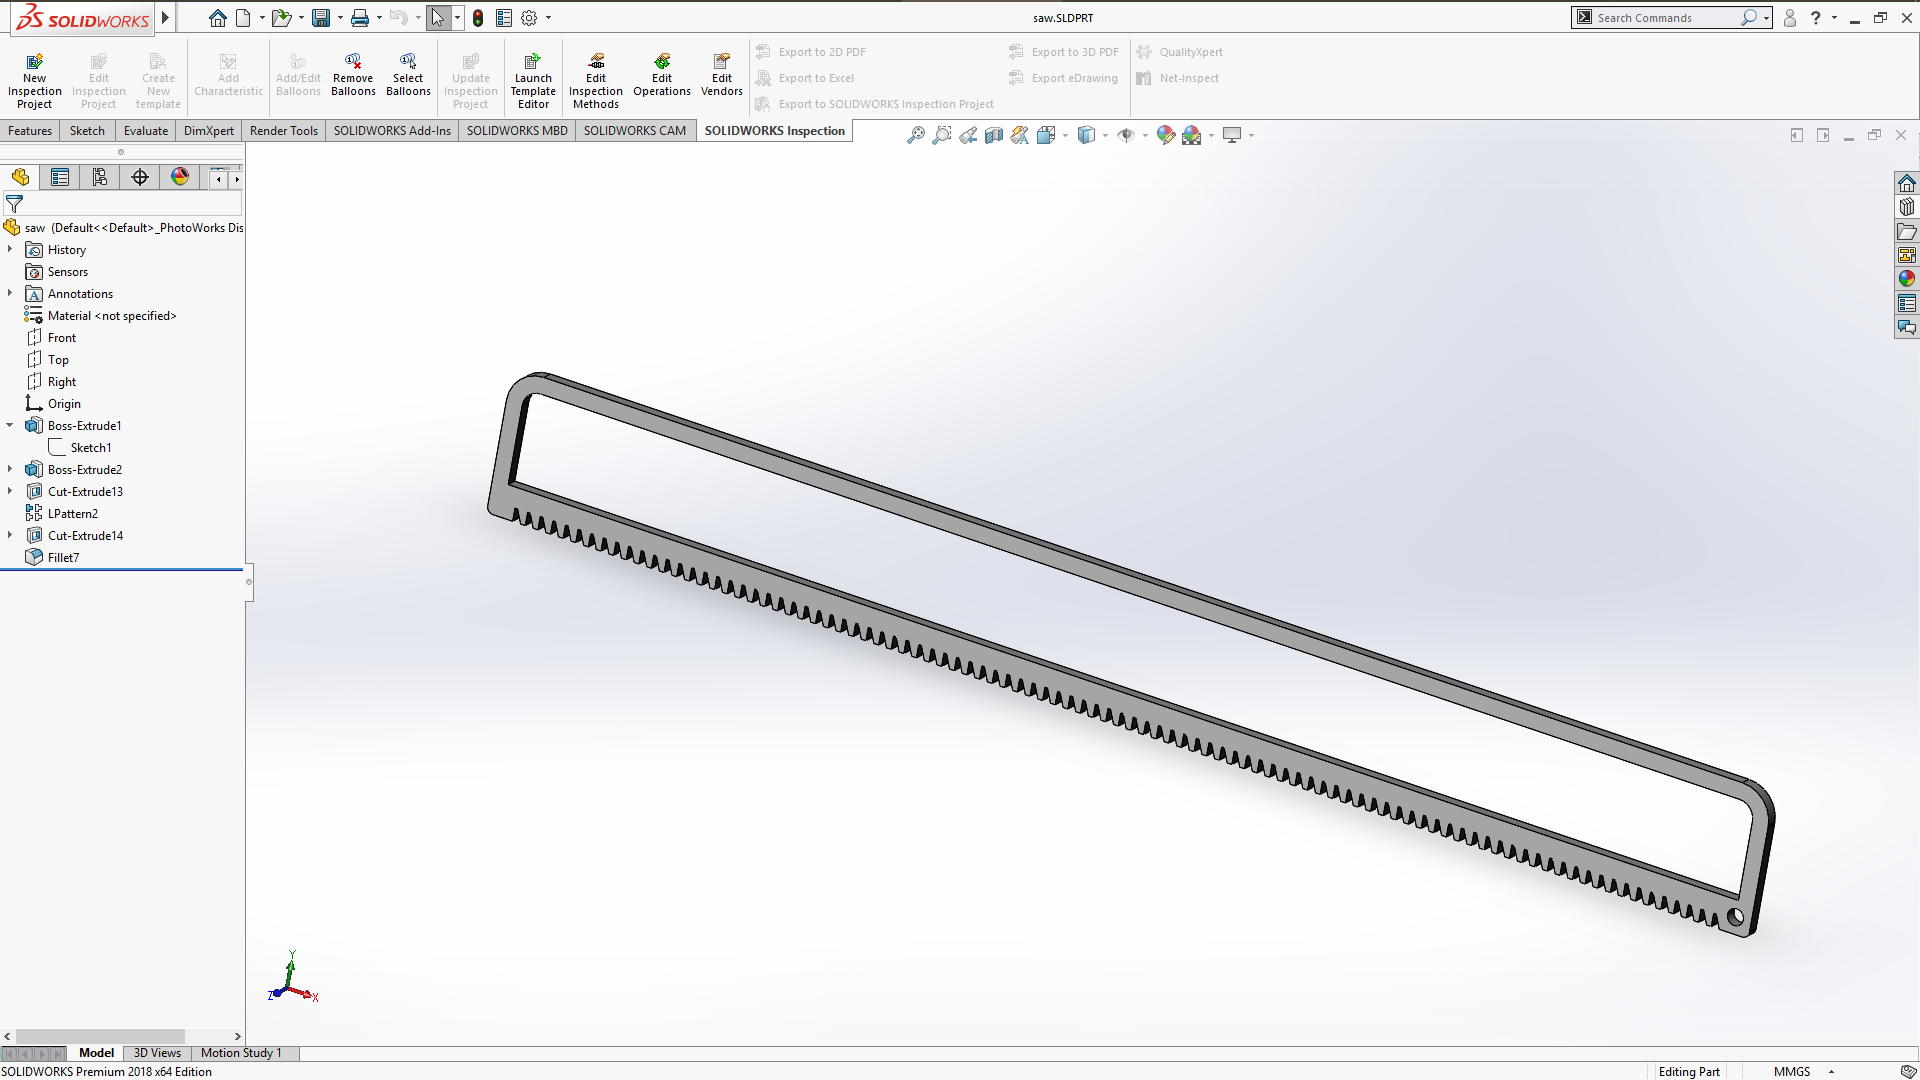 SOLIDWORKS
saw.SLDPRT
Search Commands
?
New Inspection Project
Edit Inspection Project
Create New template
Add Characteristic
Add/Edit Balloons
Remove Balloons
Select Balloons
Update Inspection Project
Launch Template Editor
Edit Inspection Methods
Edit Operations
Edit Vendors
Export to 2D PDF
Export to Excel
Export to SOLIDWORKS Inspection Project
Export to 3D PDF
Export eDrawing
QualityXpert
Net-Inspect
Features
Sketch
Evaluate
DimXpert
Render Tools
SOLIDWORKS Add-Ins
SOLIDWORKS MBD
SOLIDWORKS CAM
SOLIDWORKS Inspection
saw (Default<<Default>_PhotoWorks Dis
History
Sensors
Annotations
Material <not specified>
Front
Top
Right
Origin
Boss-Extrude1
Sketch1
Boss-Extrude2
Cut-Extrude13
LPattern2
Cut-Extrude14
Fillet7
Y
Z
X
Model
3D Views
Motion Study 1
SOLIDWORKS Premium 2018 x64 Edition
Editing Part
MMGS